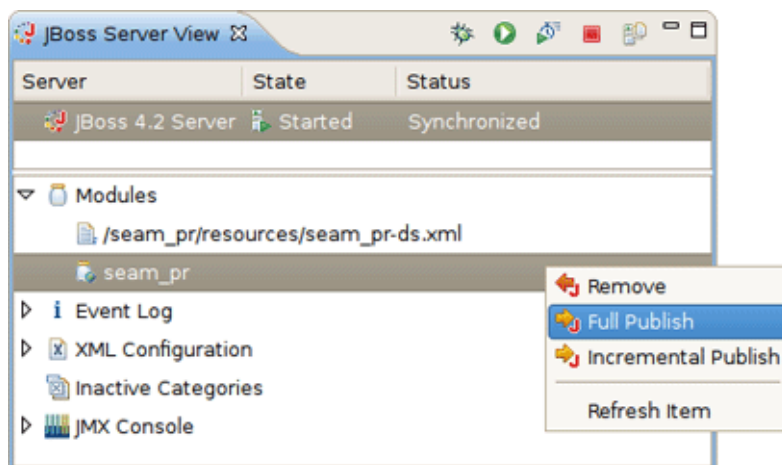 JBoss Server View
Server State Status
JBoss 4.2 Server Started Synchronized
Modules
/seam_pr/resources/seam_pr-ds.xml
seam_pr
Remove
Event Log
Full Publish
XML Configuration
Incremental Publish
Inactive Categories
Refresh Item
JMX Console